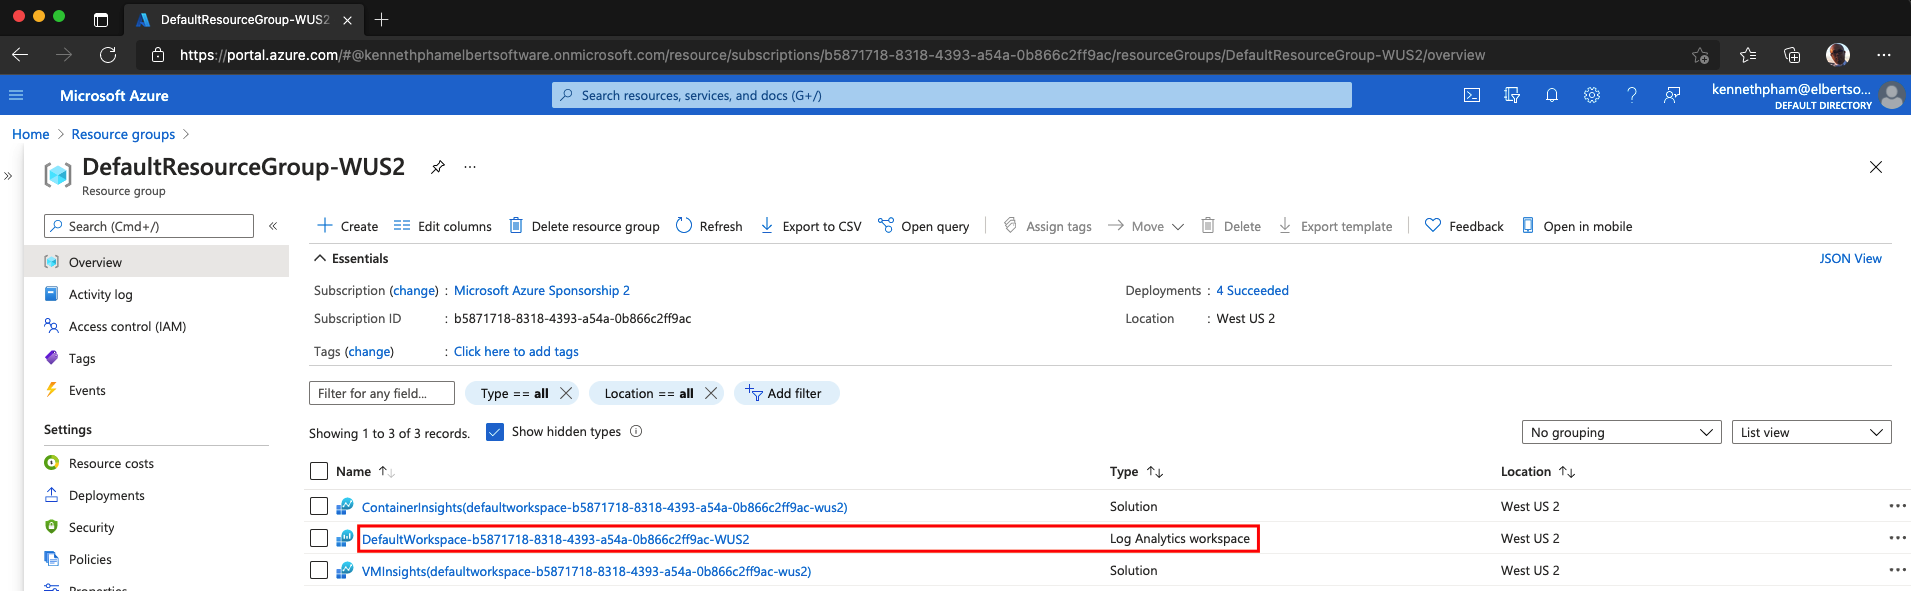 DefaultResourceGroup-WUS2
https://portal.azure.com/#@kennethphamelbertsoftware.onmicrosoft.com/resource/subscriptions/b5871718-8318-4393-a54a-0b866c2ff9ac/resourceGroups/DefaultResourceGroup-WUS2/overview
Microsoft Azure
Search resources, services, and docs (G+/)
kennethpham@elbertso...
DEFAULT DIRECTORY
Home > Resource groups >
DefaultResourceGroup-WUS2
Resource group
Search (Cmd+/)
Create Edit columns Delete resource group Refresh Export to CSV Open query Assign tags Move Delete Export template Feedback Open in mobile
Overview
Activity log
Access control (IAM)
Tags
Events
Settings
Resource costs
Deployments
Security
Policies
Properties
Essentials JSON View
Subscription (change) : Microsoft Azure Sponsorship 2 Deployments : 4 Succeeded
Subscription ID : b5871718-8318-4393-a54a-0b866c2ff9ac Location : West US 2
Tags (change) : Click here to add tags
Filter for any field... Type == all Location == all Add filter
Showing 1 to 3 of 3 records. Show hidden types No grouping List view
Name Type Location
ContainerInsights(defaultworkspace-b5871718-8318-4393-a54a-0b866c2ff9ac-wus2) Solution West US 2
DefaultWorkspace-b5871718-8318-4393-a54a-0b866c2ff9ac-WUS2 Log Analytics workspace West US 2
VMInsights(defaultworkspace-b5871718-8318-4393-a54a-0b866c2ff9ac-wus2) Solution West US 2